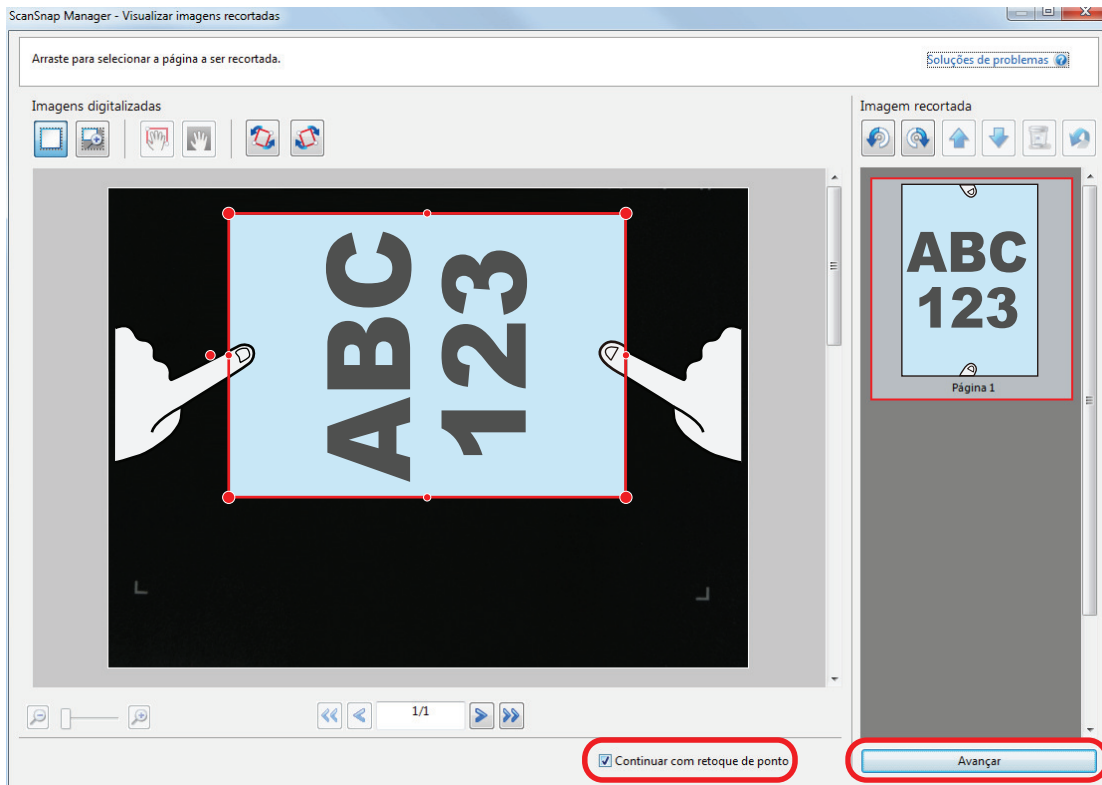 ScanSnap Manager - Visualizar imagens recortadas
Arraste para selecionar a página a ser recortada.
Soluções de problemas
Imagens digitalizadas
Imagem recortada
ABC
123
ABC
123
Página 1
1/1
Continuar com retoque de ponto
Avançar